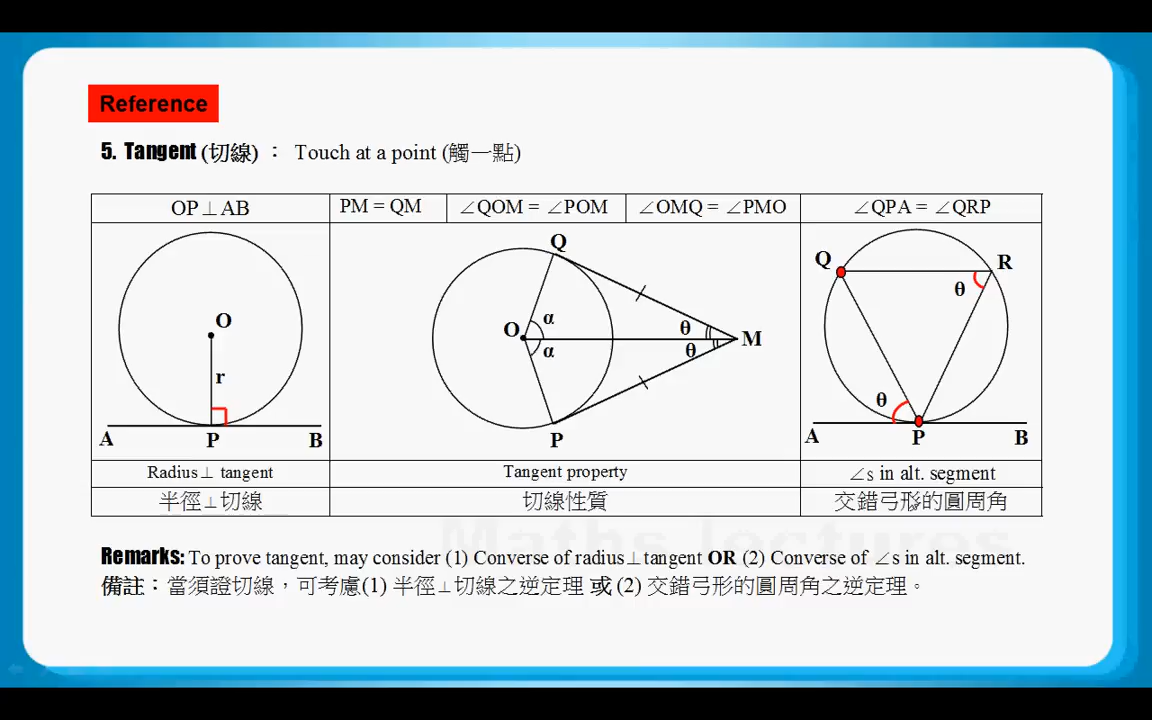 Reference
5. Tangent (切線) ： Touch at a point (觸一點)
OP⊥AB
PM = QM
∠QOM = ∠POM
∠OMQ = ∠PMO
∠QPA = ∠QRP
O
r
A
P
B
Q
O
α
α
θ
θ
M
P
Q
R
θ
θ
A
P
B
Radius⊥ tangent
Tangent property
∠s in alt. segment
半徑⊥切線
切線性質
交錯弓形的圓周角
Maths lectures
Remarks: To prove tangent, may consider (1) Converse of radius⊥tangent OR (2) Converse of ∠s in alt. segment.
備註：當須證切線，可考慮(1) 半徑⊥切線之逆定理 或 (2) 交錯弓形的圓周角之逆定理。